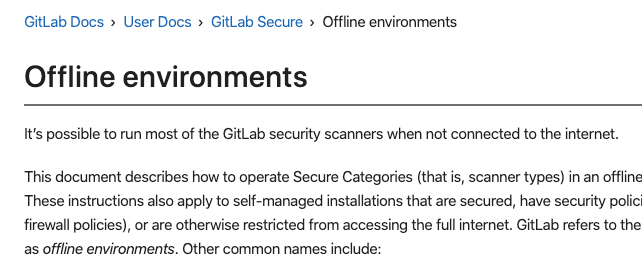 GitLab Docs › User Docs › GitLab Secure › Offline environments
Offline environments
It's possible to run most of the GitLab security scanners when not connected to the internet.
This document describes how to operate Secure Categories (that is, scanner types) in an offline
These instructions also apply to self-managed installations that are secured, have security polici
firewall policies), or are otherwise restricted from accessing the full internet. GitLab refers to the
as offline environments. Other common names include: